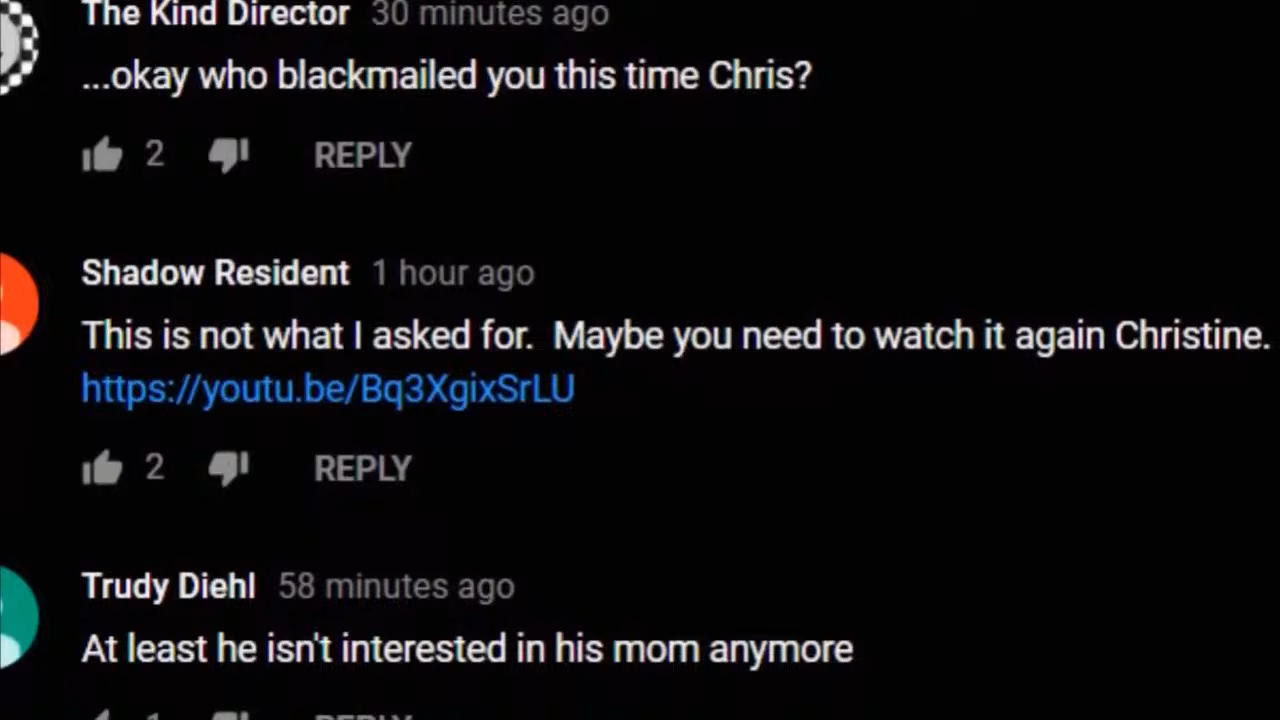 The Kind Director 30 minutes ago
...okay who blackmailed you this time Chris?
2 REPLY
Shadow Resident 1 hour ago
This is not what I asked for.  Maybe you need to watch it again Christine.
https://youtu.be/Bq3XgixSrLU
2 REPLY
Trudy Diehl 58 minutes ago
At least he isn't interested in his mom anymore
1 REPLY